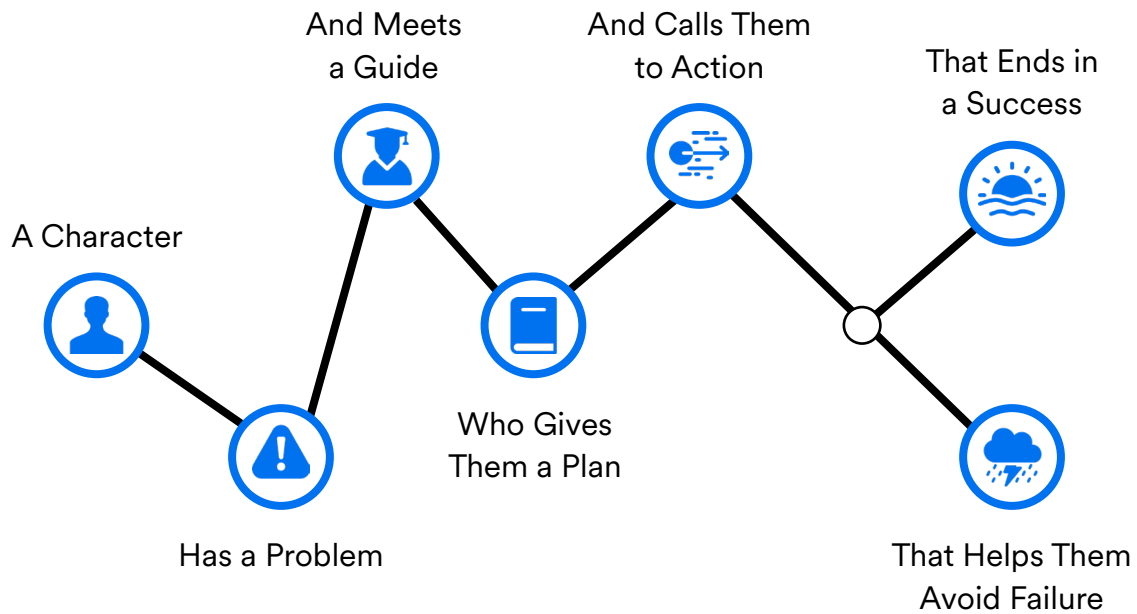 A Character
Has a Problem
And Meets
a Guide
Who Gives
Them a Plan
And Calls Them
to Action
That Ends in
a Success
That Helps Them
Avoid Failure